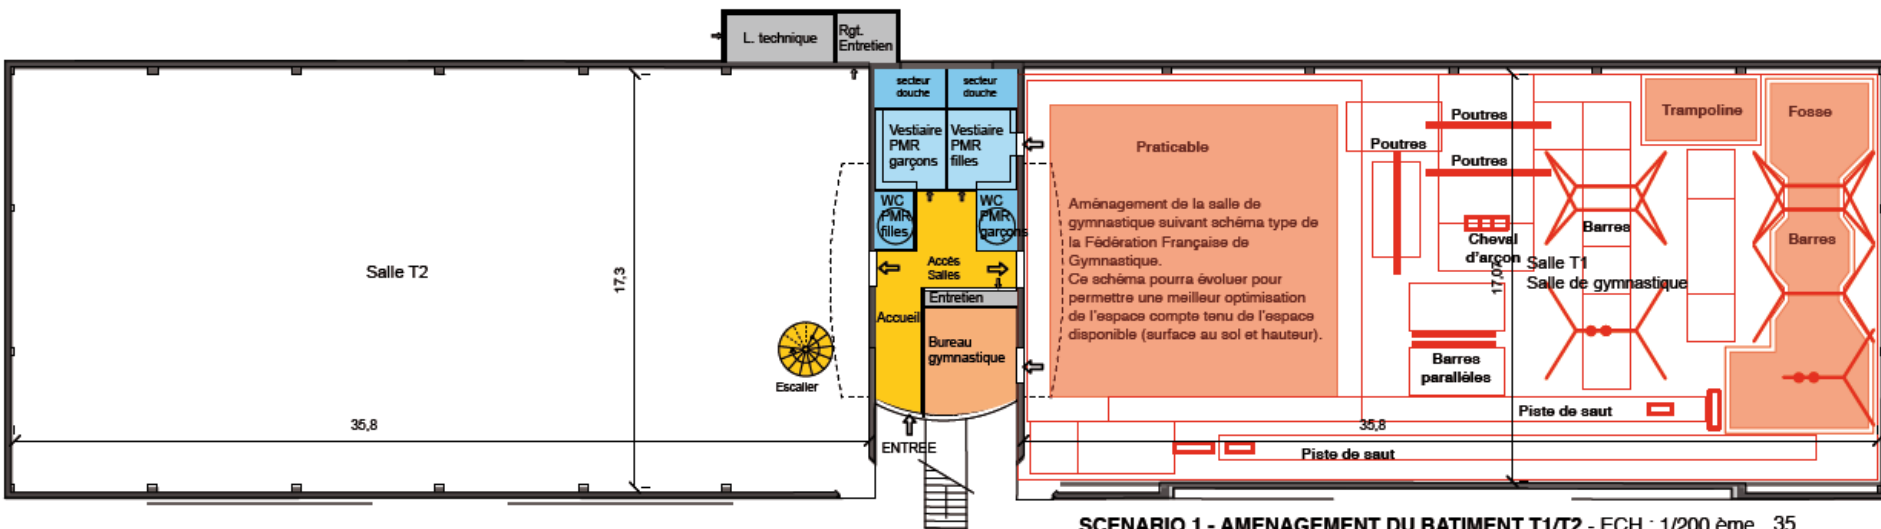 L. technique
Rgt.
Entretien
secteur
douche
secteur
douche
Vestiaire
PMR
garçons
Vestiaire
PMR
filles
WC
PMR
filles
WC
PMR
garçons
Accès
Salles
Entretien
Accueil
Bureau
gymnastique
Escalier
ENTREE
Salle T2
17,3
35,8
Praticable
Aménagement de la salle de
gymnastique suivant schéma type de
la Fédération Française de
Gymnastique.
Ce schéma pourra évoluer pour
permettre une meilleur optimisation
de l'espace compte tenu de l'espace
disponible (surface au sol et hauteur).
Poutres
Poutres
Poutres
Trampoline
Fosse
Cheval
d'arçon
Barres
Barres
Salle T1
Salle de gymnastique
17,07
Barres
parallèles
Piste de saut
35,8
Piste de saut
SCENARIO 1 - AMENAGEMENT DU BATIMENT T1/T2 - ECH : 1/200 ème 35